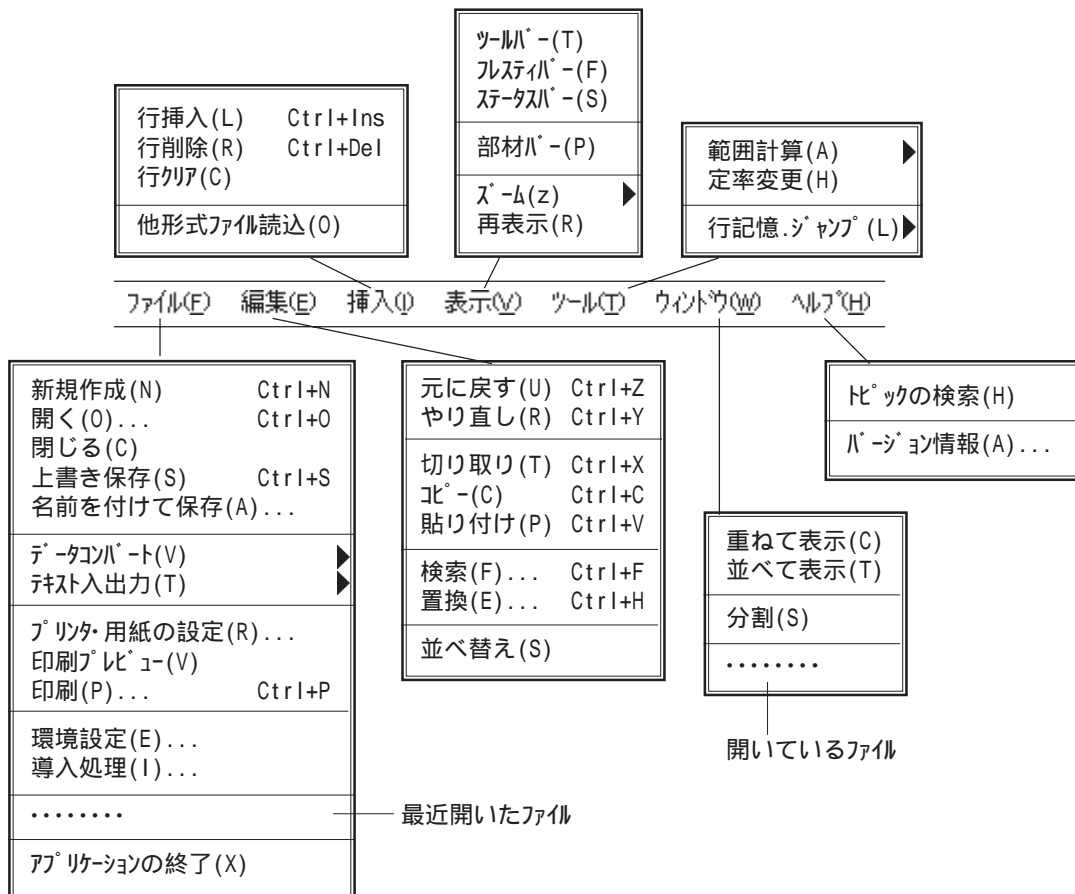 ﾂｰﾙﾊﾞｰ(T)
ﾌﾚｽﾃｨﾊﾞｰ(F)
ｽﾃｰﾀｽﾊﾞｰ(S)
部材ﾊﾞｰ(P)
ｽﾞｰﾑ(z)
再表示(R)
行挿入(L) Ctrl+Ins
行削除(R) Ctrl+Del
行ｸﾘｱ(C)
他形式ﾌｧｲﾙ読込(O)
範囲計算(A)
定率変更(H)
行記憶.ｼﾞｬﾝﾌﾟ(L)
ﾌｧｲﾙ(F) 編集(E) 挿入(I) 表示(V) ﾂｰﾙ(T) ｳｨﾝﾄﾞｳ(W) ﾍﾙﾌﾟ(H)
新規作成(N) Ctrl+N
開く(O)... Ctrl+O
閉じる(C)
上書き保存(S) Ctrl+S
名前を付けて保存(A)...
ﾃﾞｰﾀｺﾝﾊﾞｰﾄ(V)
ﾃｷｽﾄ入出力(T)
ﾌﾟﾘﾝﾀ・用紙の設定(R)...
印刷ﾌﾟﾚﾋﾞｭｰ(V)
印刷(P)... Ctrl+P
環境設定(E)...
導入処理(I)...
････････
最近開いたﾌｧｲﾙ
ｱﾌﾟﾘｹｰｼｮﾝの終了(X)
元に戻す(U) Ctrl+Z
やり直し(R) Ctrl+Y
切り取り(T) Ctrl+X
ｺﾋﾟｰ(C) Ctrl+C
貼り付け(P) Ctrl+V
検索(F)... Ctrl+F
置換(E)... Ctrl+H
並べ替え(S)
重ねて表示(C)
並べて表示(T)
分割(S)
････････
開いているﾌｧｲﾙ
ﾄﾋﾟｯｸの検索(H)
ﾊﾞｰｼﾞｮﾝ情報(A)...